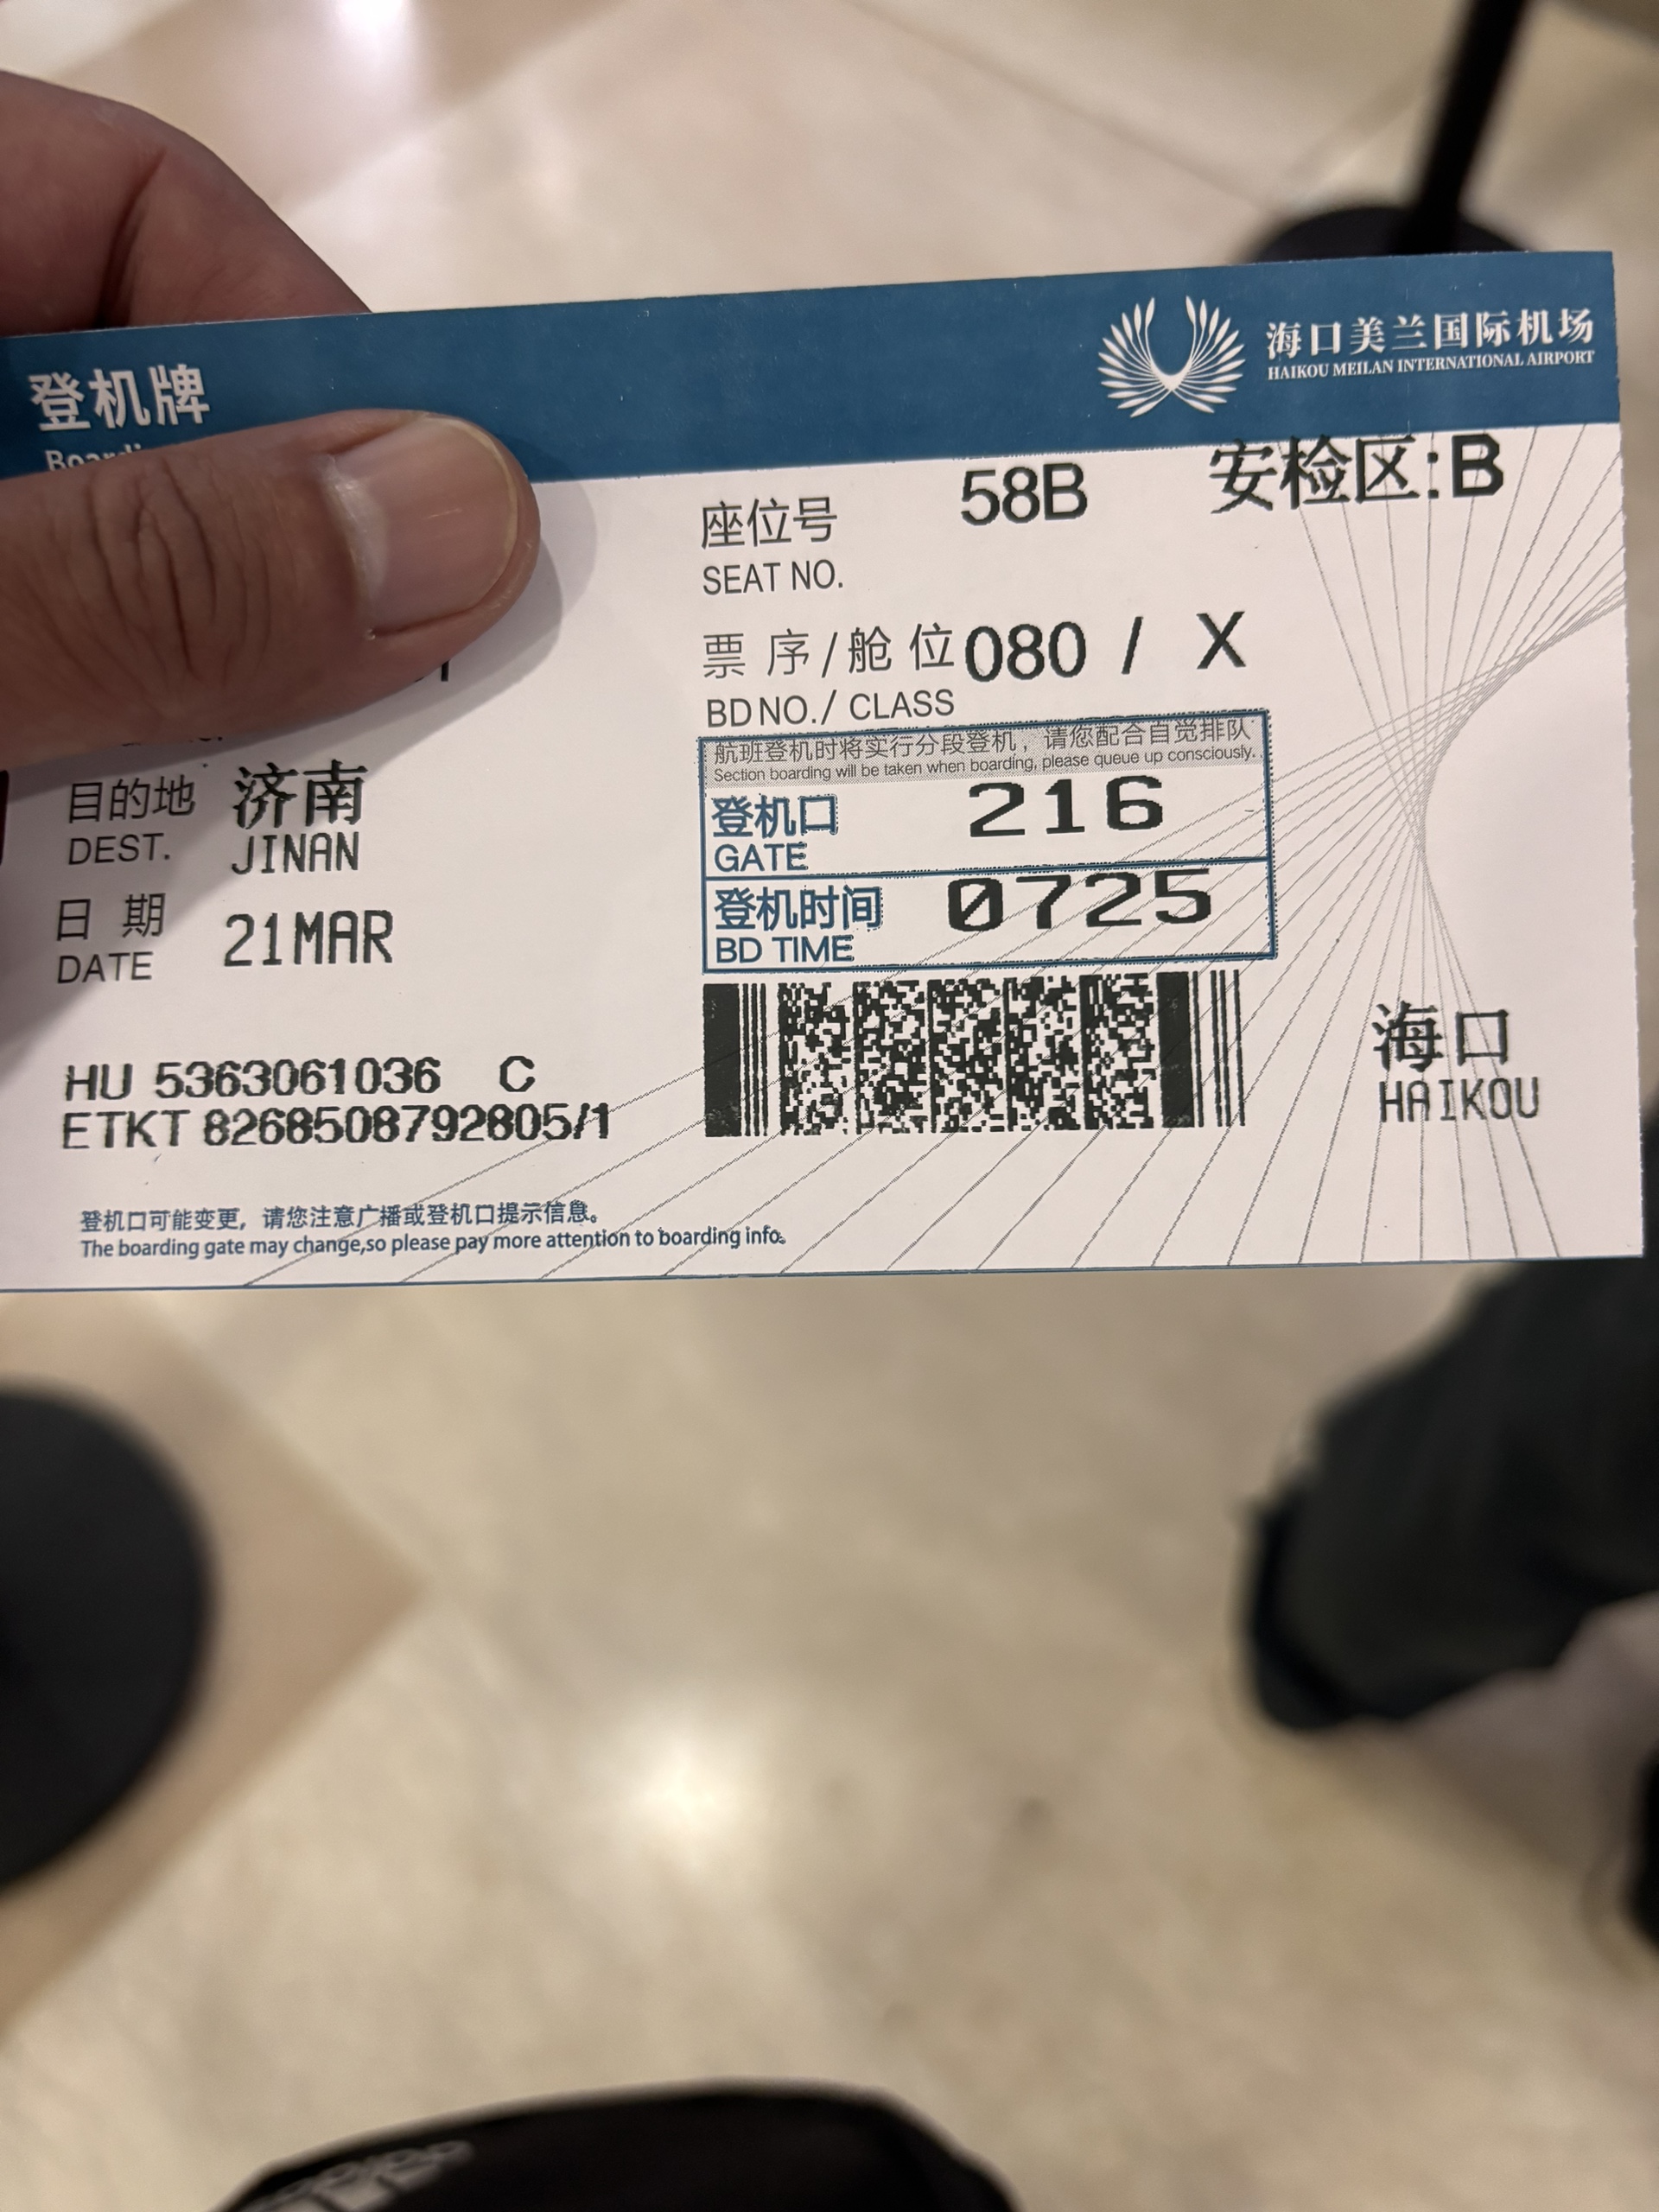 登机牌
海口美兰国际机场
HAIKOU MEILAN INTERNATIONAL AIRPORT
座位号 58B 安检区:B
SEAT NO.
票序/舱位 080 / X
BD NO./ CLASS
航班登机时将实行分段登机，请您配合自觉排队
Section boarding will be taken when boarding, please queue up consciously.
登机口 216
GATE
登机时间 0725
BD TIME
目的地 济南
DEST. JINAN
日 期 21MAR
DATE
HU 5363061036 C
ETKT 8268508792805/1
海口
HAIKOU
登机口可能变更，请您注意广播或登机口提示信息。
The boarding gate may change,so please pay more attention to boarding info.